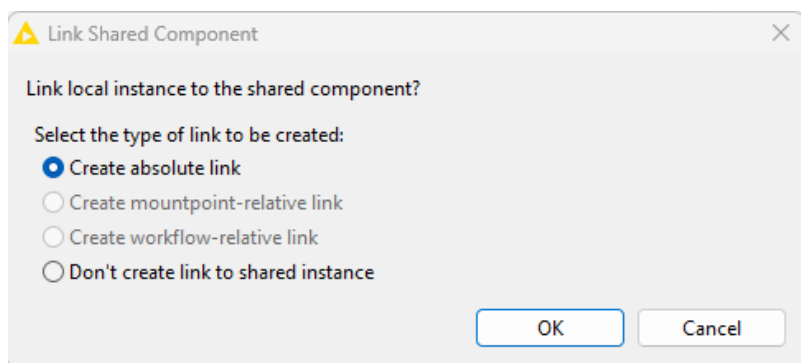 Link Shared Component
Link local instance to the shared component?
Select the type of link to be created:
Create absolute link
Create mountpoint-relative link
Create workflow-relative link
Don't create link to shared instance
OK Cancel